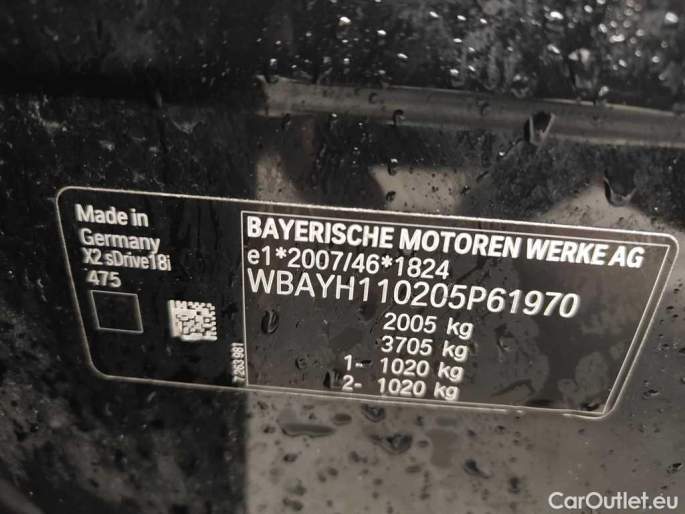 Made in
Germany
X2 sDrive18i
475
7 263 981
BAYERISCHE MOTOREN WERKE AG
e1*2007/46*1824
WBAYH110205P61970
2005 kg
3705 kg
1- 1020 kg
2- 1020 kg
CarOutlet.eu